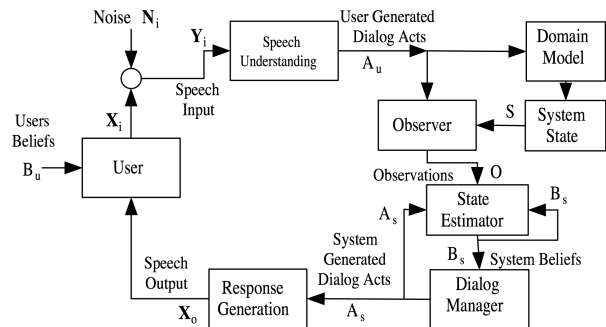 Noise N_i
Y_i
Speech
Understanding
User Generated
Dialog Acts
A_u
Domain
Model
Speech
Input
X_i
Users
Beliefs
B_u
User
Observer
S
System
State
Observations
O
State
Estimator
A_s
B_s
B_s
System Beliefs
Speech
Output
X_o
Response
Generation
System
Generated
Dialog Acts
A_s
Dialog
Manager